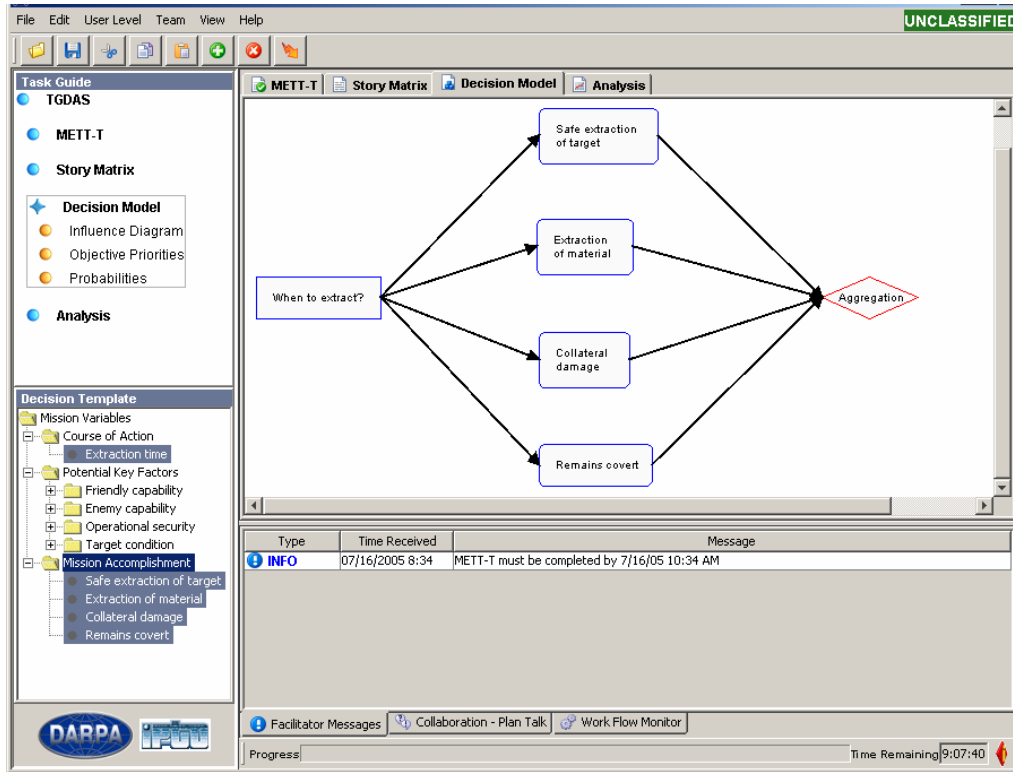 File Edit User Level Team View Help
UNCLASSIFIED
Task Guide
TGDAS
METT-T
Story Matrix
Decision Model
Influence Diagram
Objective Priorities
Probabilities
Analysis
Decision Template
Mission Variables
Course of Action
Extraction time
Potential Key Factors
Friendly capability
Enemy capability
Operational security
Target condition
Mission Accomplishment
Safe extraction of target
Extraction of material
Collateral damage
Remains covert
DARPA
METT-T Story Matrix Decision Model Analysis
When to extract?
Safe extraction
of target
Extraction
of material
Collateral
damage
Remains covert
Aggregation
Type Time Received Message
INFO 07/16/2005 8:34 METT-T must be completed by 7/16/05 10:34 AM
Facilitator Messages Collaboration - Plan Talk Work Flow Monitor
Progress Time Remaining 9:07:40